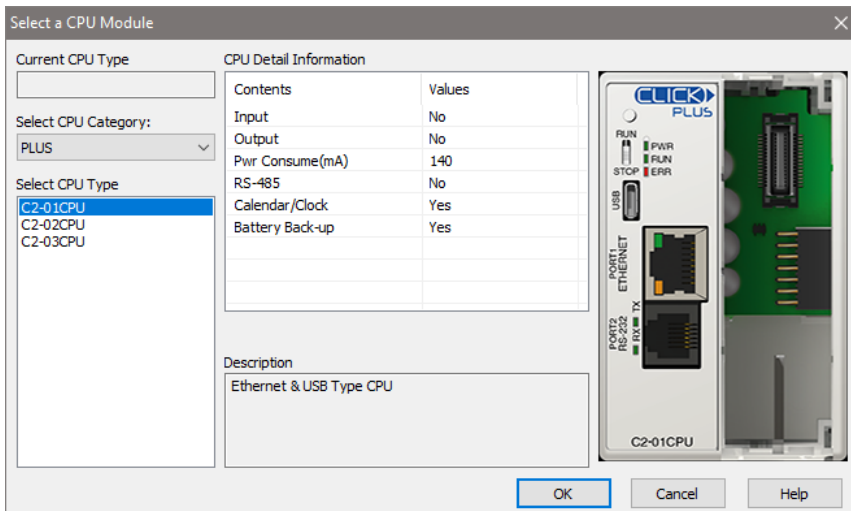 Select a CPU Module
Current CPU Type
Select CPU Category:
PLUS
Select CPU Type
C2-01CPU
C2-02CPU
C2-03CPU
CPU Detail Information
Contents Values
Input No
Output No
Pwr Consume(mA) 140
RS-485 No
Calendar/Clock Yes
Battery Back-up Yes
Description
Ethernet & USB Type CPU
CLICK
PLUS
RUN
STOP
PWR
RUN
ERR
USB
PORT1
ETHERNET
PORT2
RS-232
RX TX
C2-01CPU
OK Cancel Help